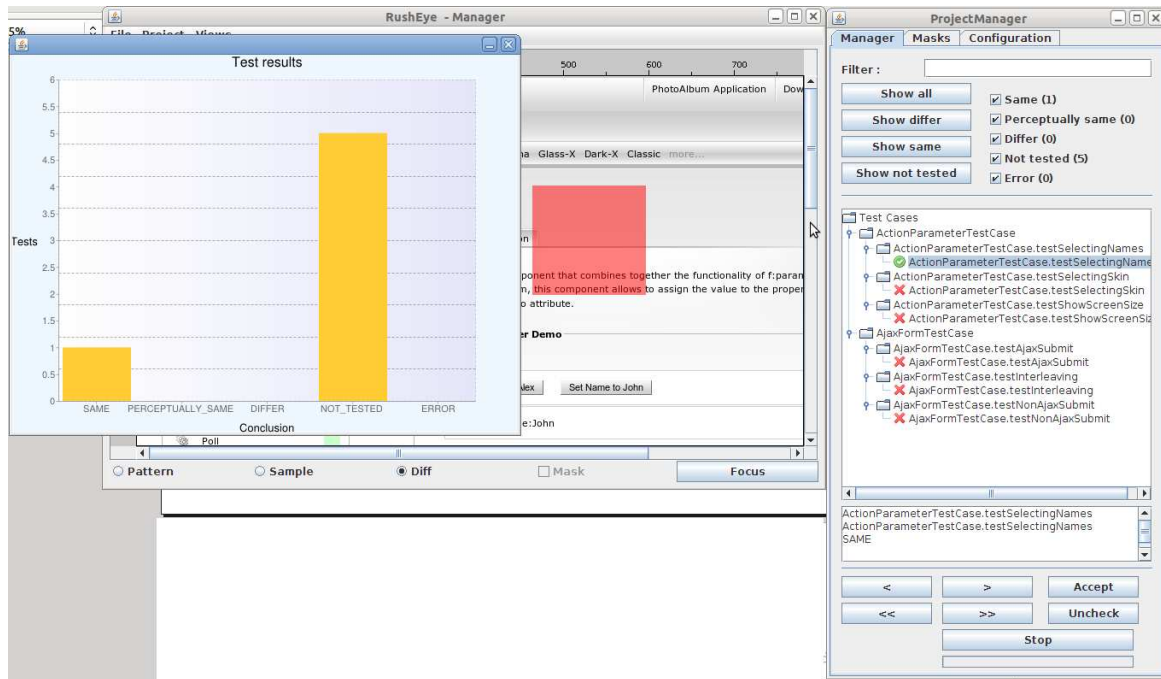 5%
RushEye - Manager
File Project Views
Test results
6
5.5
5
4.5
4
3.5
3
2.5
2
1.5
1
0.5
0
Tests
SAME PERCEPTUALLY_SAME DIFFER NOT_TESTED ERROR
Conclusion
500 600 700
PhotoAlbum Application
Glass-X Dark-X Classic more...
ponent that combines together the functionality of f:param
this component allows to assign the value to the proper
o attribute.
er Demo
Alex Set Name to John
e:John
Poll
Pattern Sample Diff Mask Focus
ProjectManager
Manager Masks Configuration
Filter :
Show all
Show differ
Show same
Show not tested
Same (1)
Perceptually same (0)
Differ (0)
Not tested (5)
Error (0)
Test Cases
ActionParameterTestCase
ActionParameterTestCase.testSelectingNames
ActionParameterTestCase.testSelectingName
ActionParameterTestCase.testSelectingSkin
ActionParameterTestCase.testSelectingSkin
ActionParameterTestCase.testShowScreenSize
ActionParameterTestCase.testShowScreenSiz
AjaxFormTestCase
AjaxFormTestCase.testAjaxSubmit
AjaxFormTestCase.testAjaxSubmit
AjaxFormTestCase.testInterleaving
AjaxFormTestCase.testInterleaving
AjaxFormTestCase.testNonAjaxSubmit
AjaxFormTestCase.testNonAjaxSubmit
ActionParameterTestCase.testSelectingNames
ActionParameterTestCase.testSelectingNames
SAME
< > Accept
<< >> Uncheck
Stop